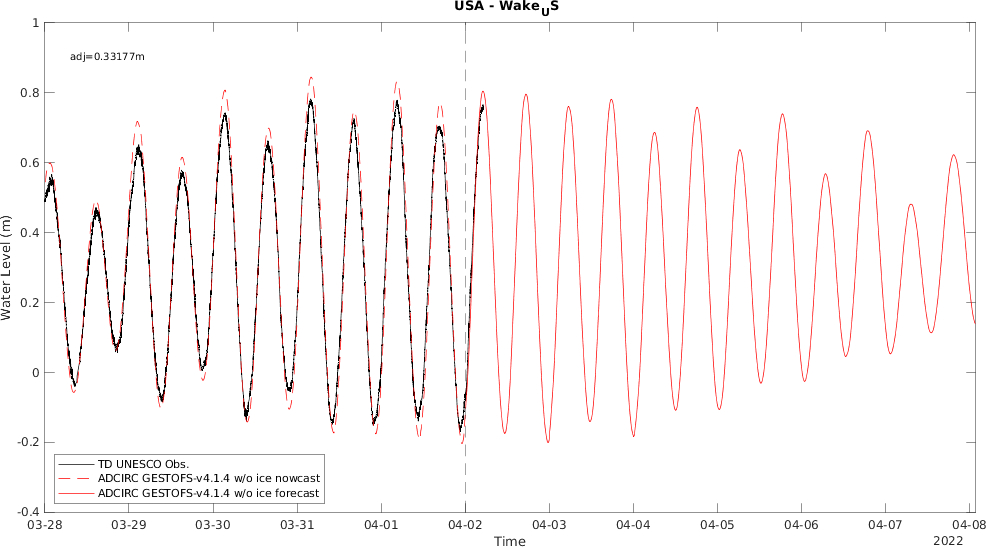 USA - Wake_US
adj=0.33177m
1
0.8
0.6
0.4
0.2
0
-0.2
-0.4
Water Level (m)
TD UNESCO Obs.
ADCIRC GESTOFS-v4.1.4 w/o ice nowcast
ADCIRC GESTOFS-v4.1.4 w/o ice forecast
03-28 03-29 03-30 03-31 04-01 04-02 04-03 04-04 04-05 04-06 04-07 04-08
Time
2022